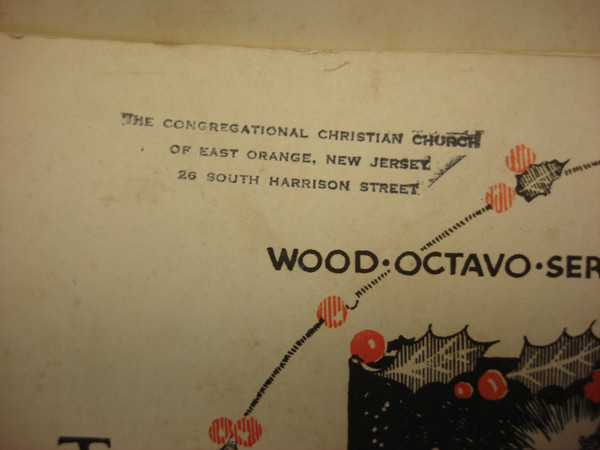 THE CONGREGATIONAL CHRISTIAN CHURCH
OF EAST ORANGE, NEW JERSEY
26 SOUTH HARRISON STREET
WOOD·OCTAVO·SER
T